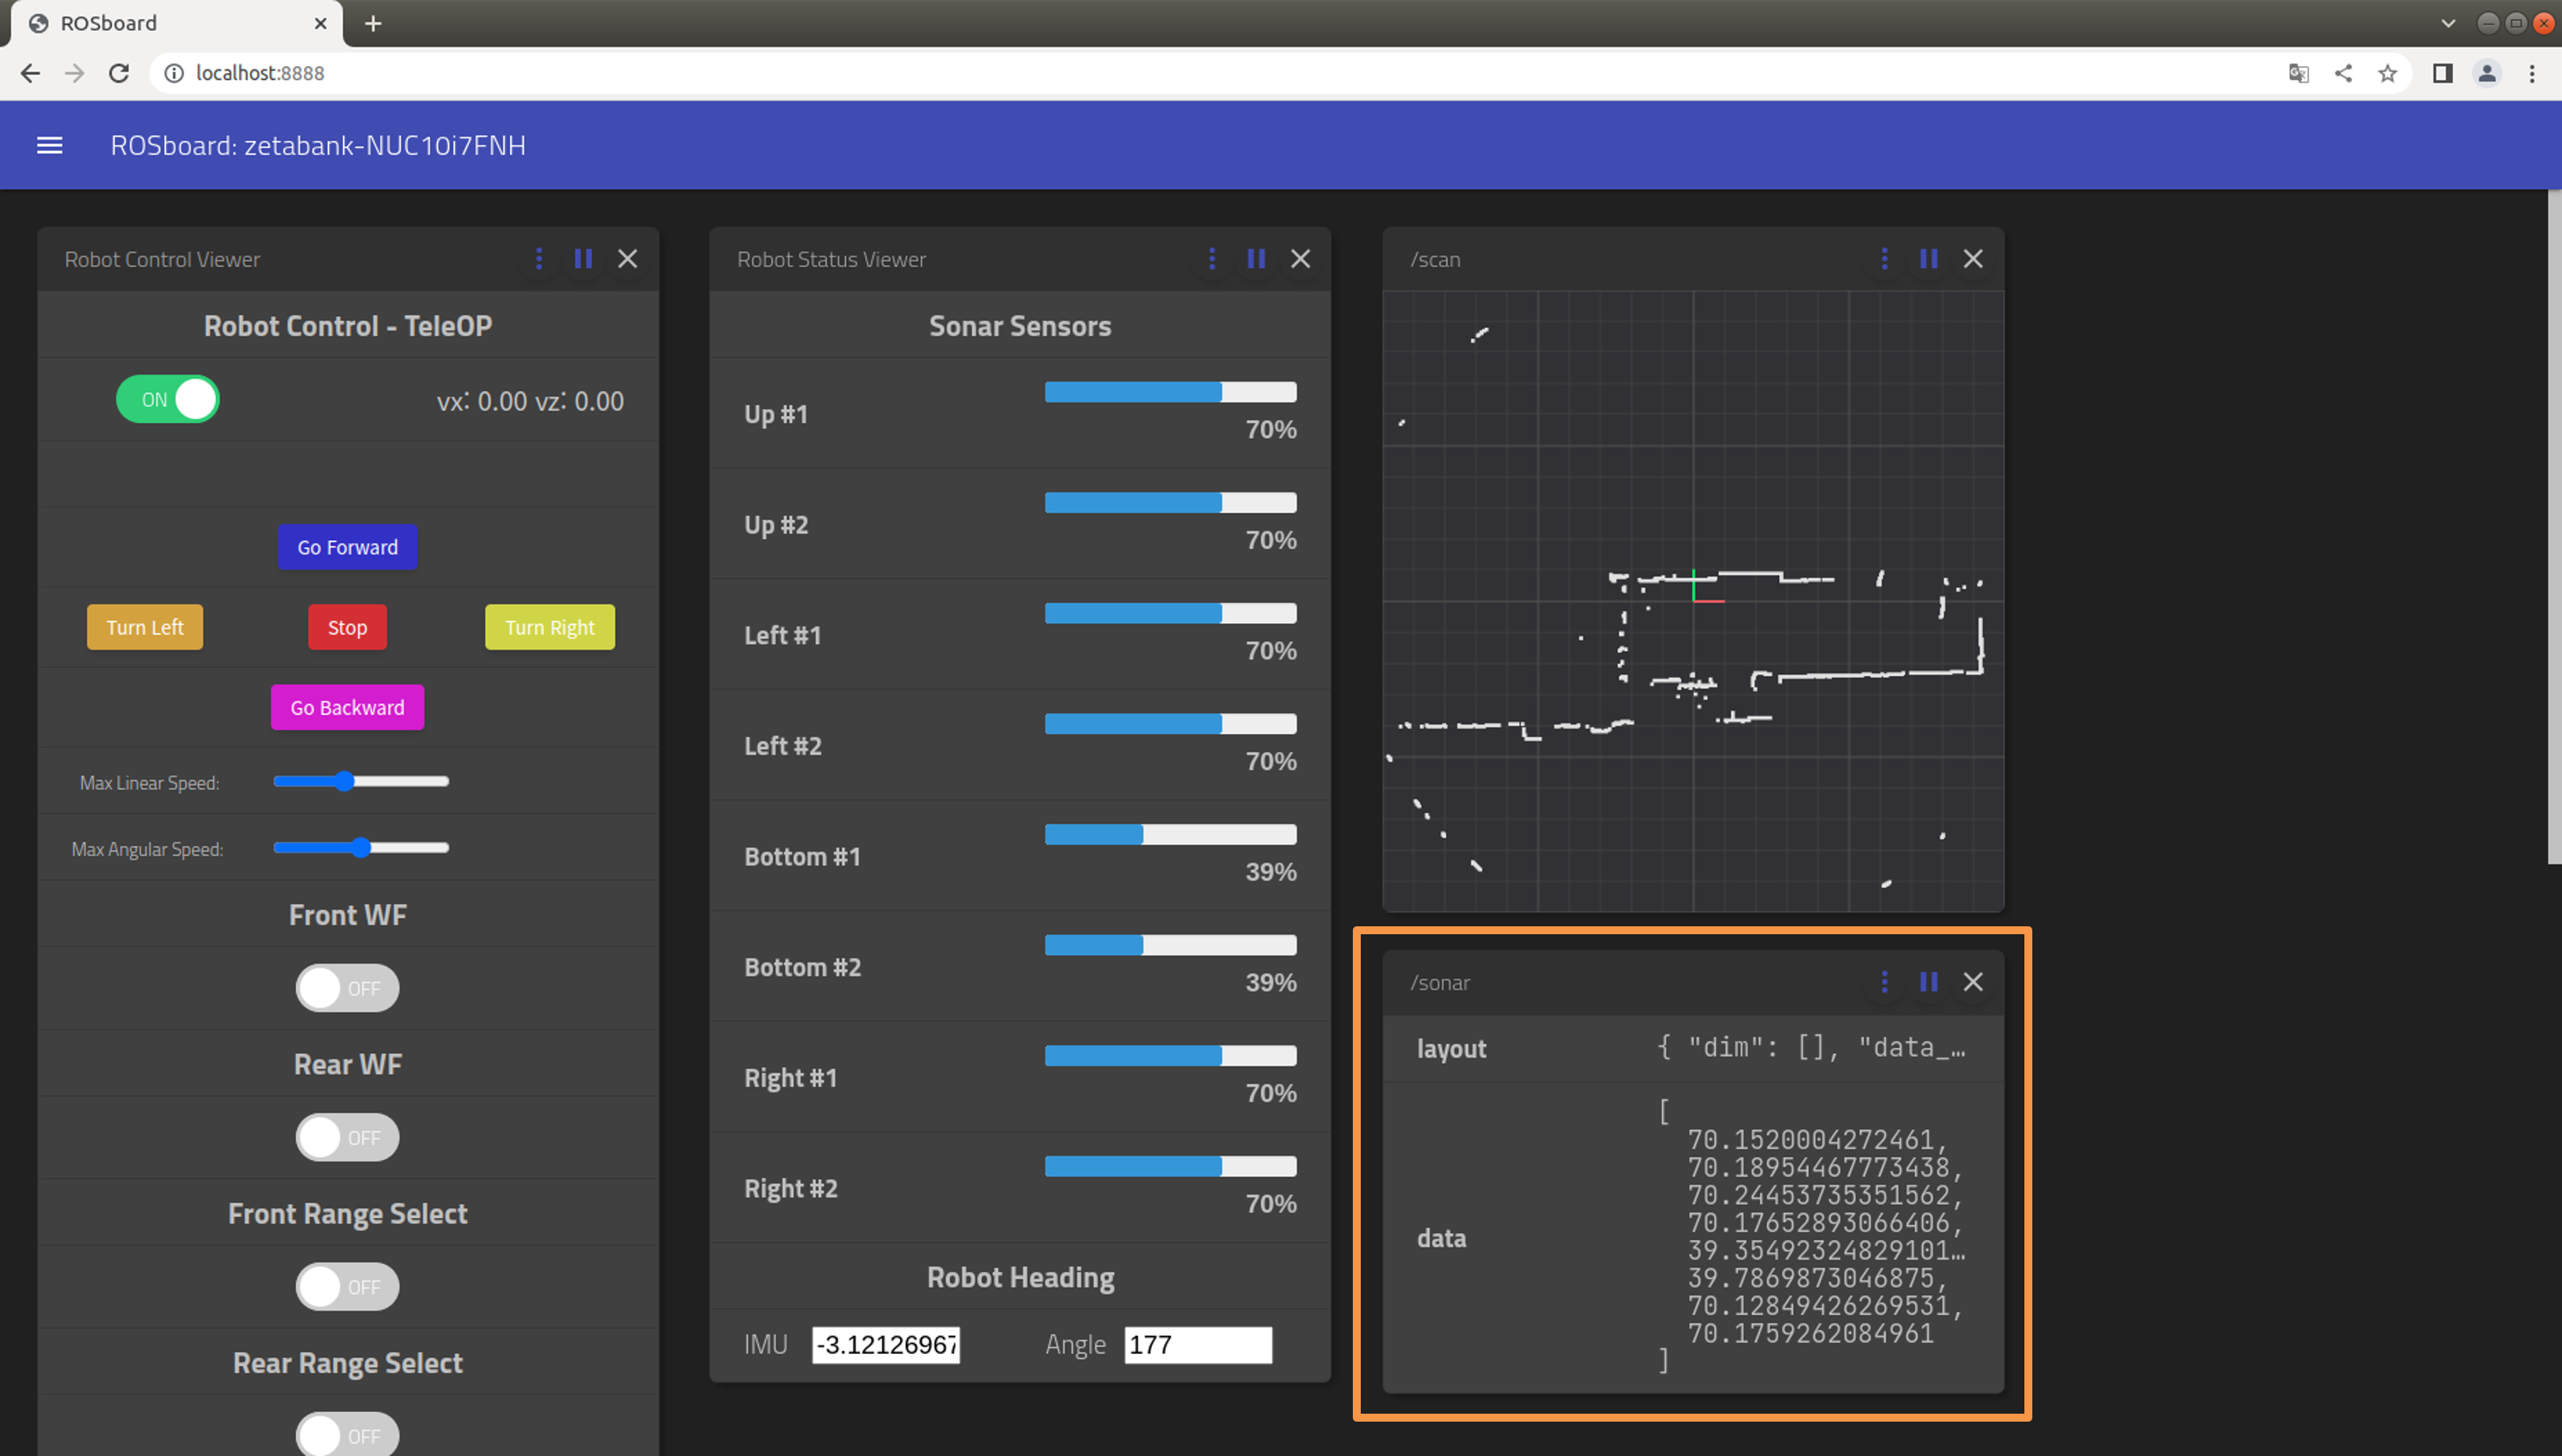 ROSboard
localhost:8888
ROSboard: zetabank-NUC10i7FNH
Robot Control Viewer
Robot Control - TeleOP
ON
vx: 0.00 vz: 0.00
Go Forward
Turn Left
Stop
Turn Right
Go Backward
Max Linear Speed:
Max Angular Speed:
Front WF
OFF
Rear WF
OFF
Front Range Select
OFF
Rear Range Select
OFF
Robot Status Viewer
Sonar Sensors
Up #1
70%
Up #2
70%
Left #1
70%
Left #2
70%
Bottom #1
39%
Bottom #2
39%
Right #1
70%
Right #2
70%
Robot Heading
IMU -3.12126967 Angle 177
/scan
/sonar
layout { "dim": [], "data_…
data
[
70.1520004272461,
70.18954467773438,
70.24453735351562,
70.17652893066406,
39.35492324829101…
39.7869873046875,
70.12849426269531,
70.1759262084961
]